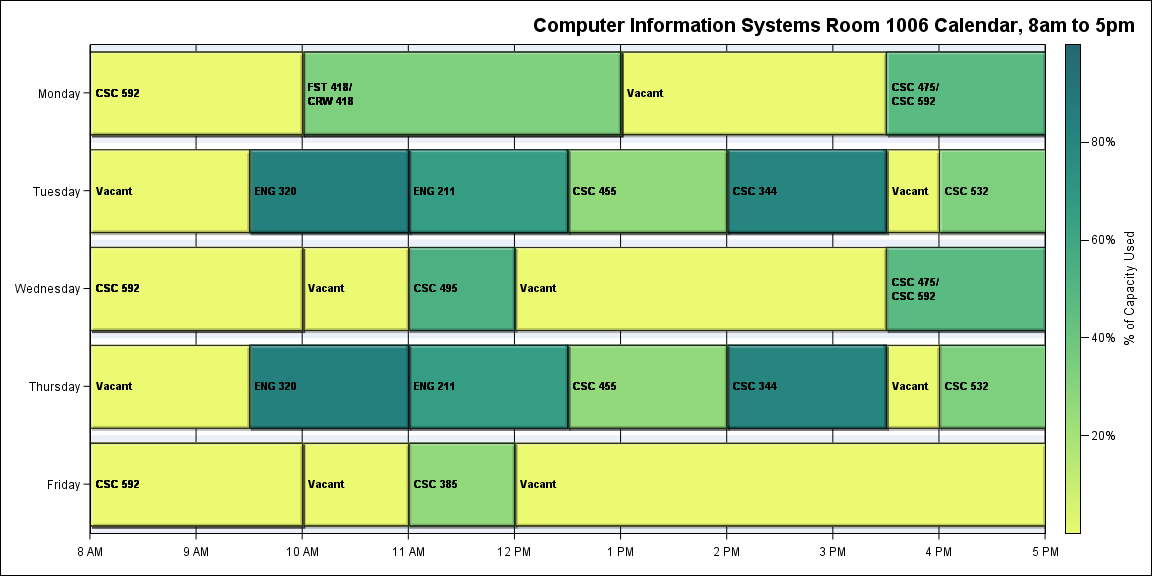 Computer Information Systems Room 1006 Calendar, 8am to 5pm
Monday
CSC 592
FST 418/
CRW 418
Vacant
CSC 475/
CSC 592
Tuesday
Vacant
ENG 320
ENG 211
CSC 455
CSC 344
Vacant
CSC 532
Wednesday
CSC 592
Vacant
CSC 495
Vacant
CSC 475/
CSC 592
Thursday
Vacant
ENG 320
ENG 211
CSC 455
CSC 344
Vacant
CSC 532
Friday
CSC 592
Vacant
CSC 385
Vacant
8 AM 9 AM 10 AM 11 AM 12 PM 1 PM 2 PM 3 PM 4 PM 5 PM
80%
60%
40%
20%
% of Capacity Used